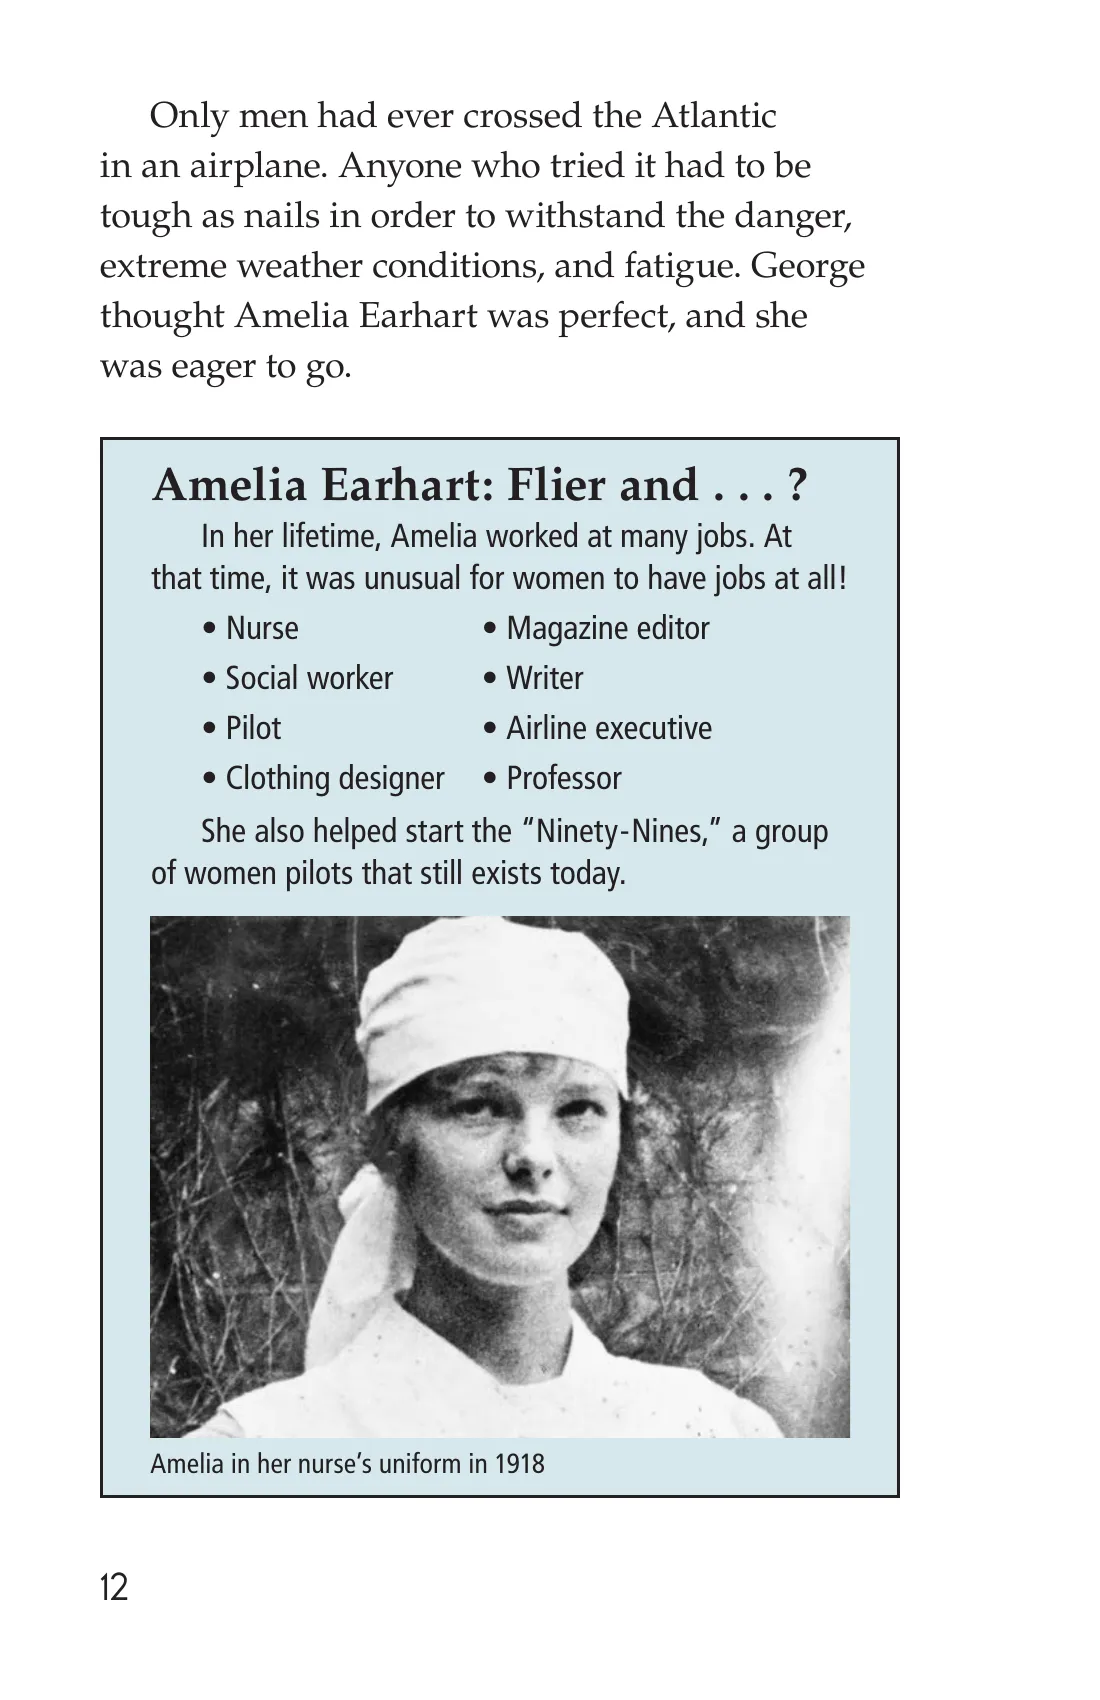 Only men had ever crossed the Atlantic
in an airplane. Anyone who tried it had to be
tough as nails in order to withstand the danger,
extreme weather conditions, and fatigue. George
thought Amelia Earhart was perfect, and she
was eager to go.
Amelia Earhart: Flier and . . . ?
In her lifetime, Amelia worked at many jobs. At
that time, it was unusual for women to have jobs at all!
• Nurse
• Social worker
• Pilot
• Clothing designer
• Magazine editor
• Writer
• Airline executive
• Professor
She also helped start the “Ninety-Nines,” a group
of women pilots that still exists today.
Amelia in her nurse’s uniform in 1918
12